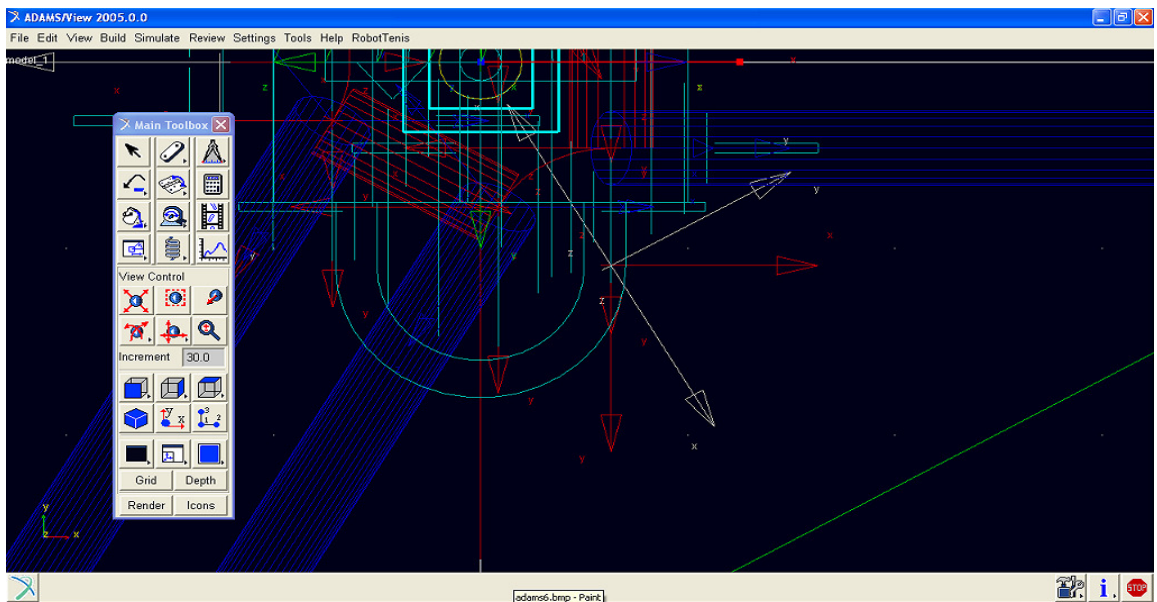 ADAMS/View 2005.0.0
File Edit View Build Simulate Review Settings Tools Help RobotTenis
model_1
Main Toolbox
View Control
Increment 30.0
Grid Depth
Render Icons
y
z x
x
z
x
y
y
x
z
y
y
z
y
y
x
y
adams6.bmp - Paint
i
STOP